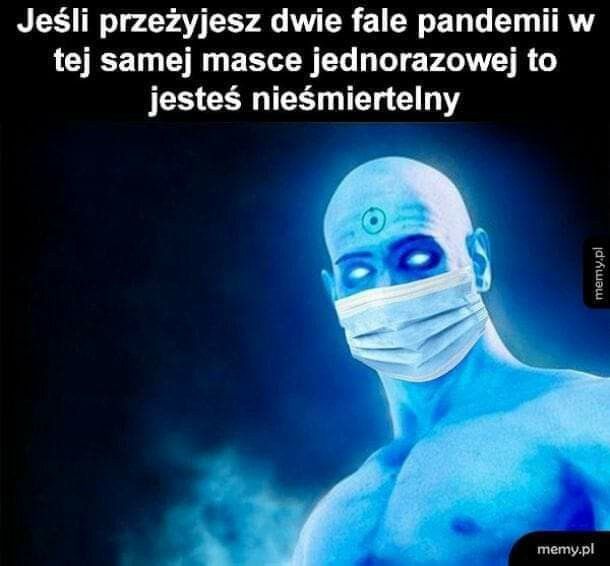 Jeśli przeżyjesz dwie fale pandemii w
tej samej masce jednorazowej to
jesteś nieśmiertelny
memy.pl
memy.pl